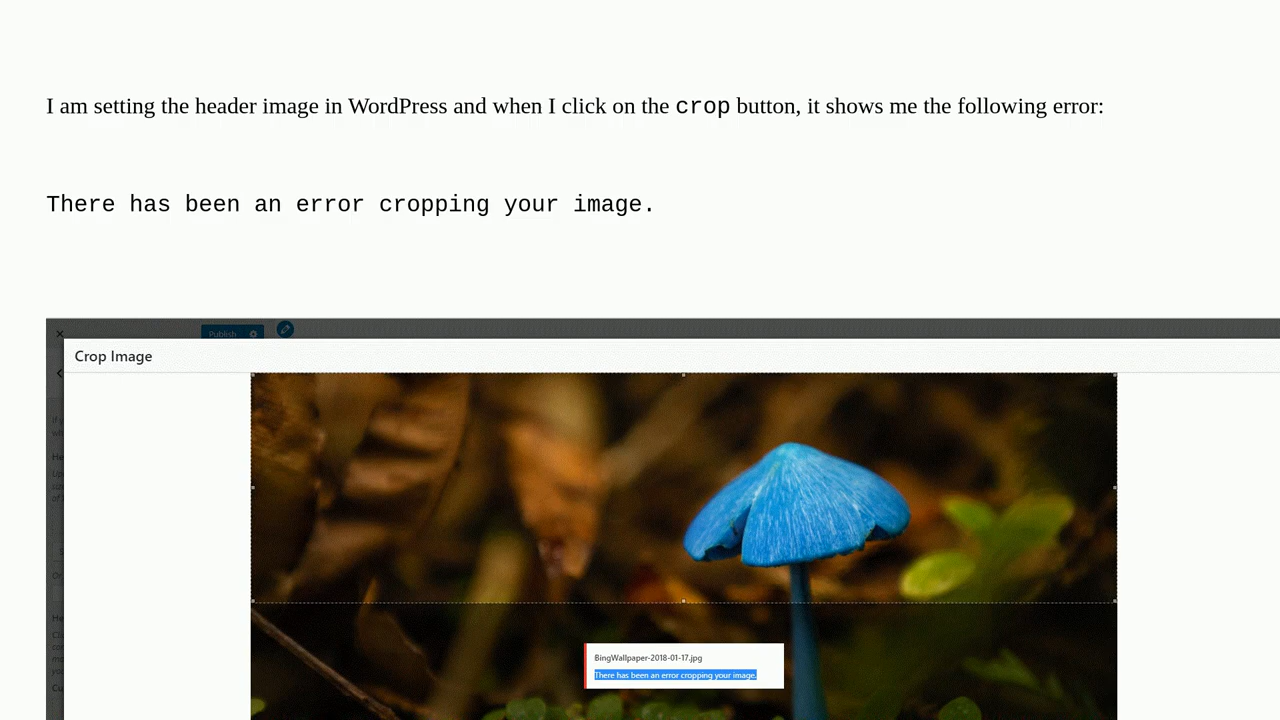 I am setting the header image in WordPress and when I click on the crop button, it shows me the following error:
There has been an error cropping your image.
Publish
Crop Image
BingWallpaper-2018-01-17.jpg
There has been an error cropping your image.